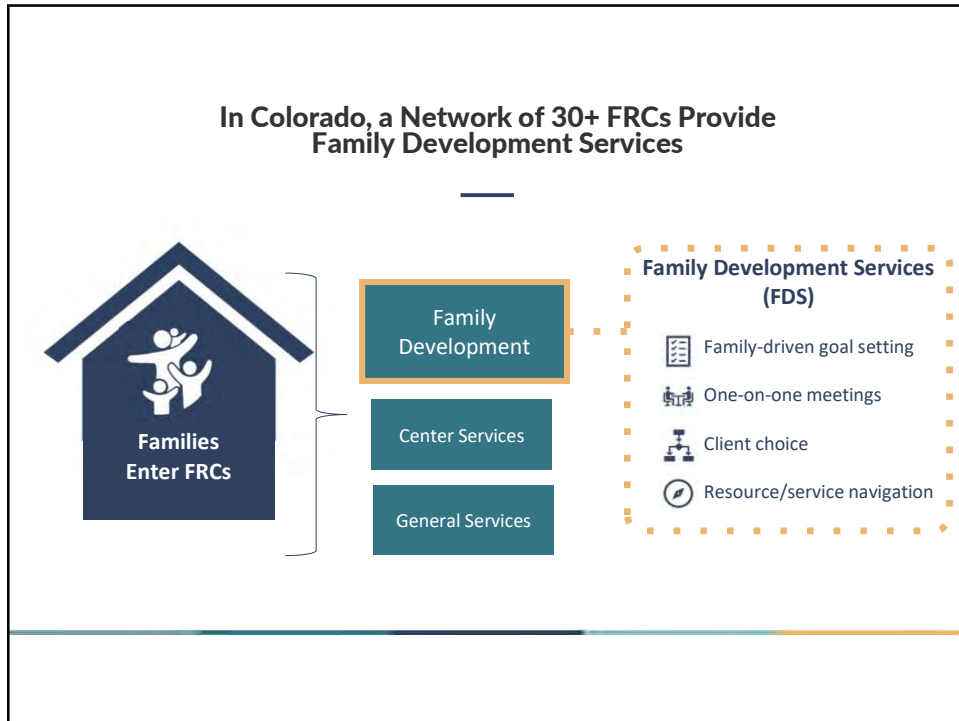 In Colorado, a Network of 30+ FRCs Provide
Family Development Services
Families
Enter FRCs
Family
Development
Center Services
General Services
Family Development Services
(FDS)
Family-driven goal setting
One-on-one meetings
Client choice
Resource/service navigation